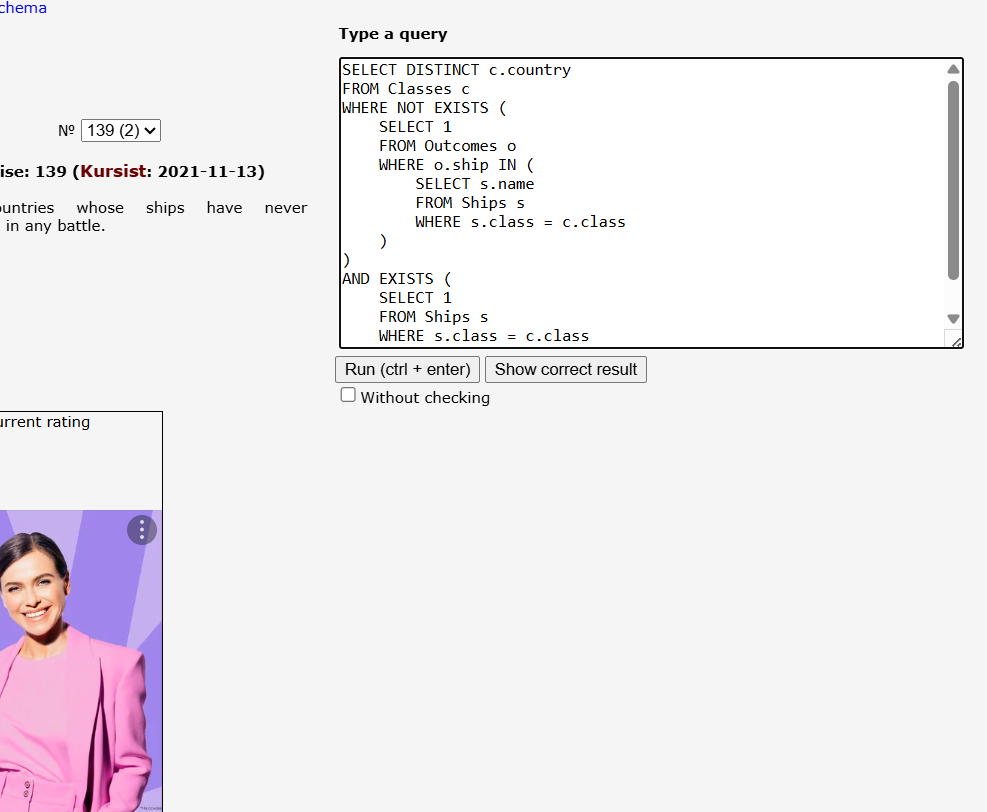 chema
Type a query
№ 139 (2)
ise: 139 (Kursist: 2021-11-13)
ountries whose ships have never
in any battle.
SELECT DISTINCT c.country
FROM Classes c
WHERE NOT EXISTS (
    SELECT 1
    FROM Outcomes o
    WHERE o.ship IN (
        SELECT s.name
        FROM Ships s
        WHERE s.class = c.class
    )
)
AND EXISTS (
    SELECT 1
    FROM Ships s
    WHERE s.class = c.class
Run (ctrl + enter) Show correct result
Without checking
urrent rating